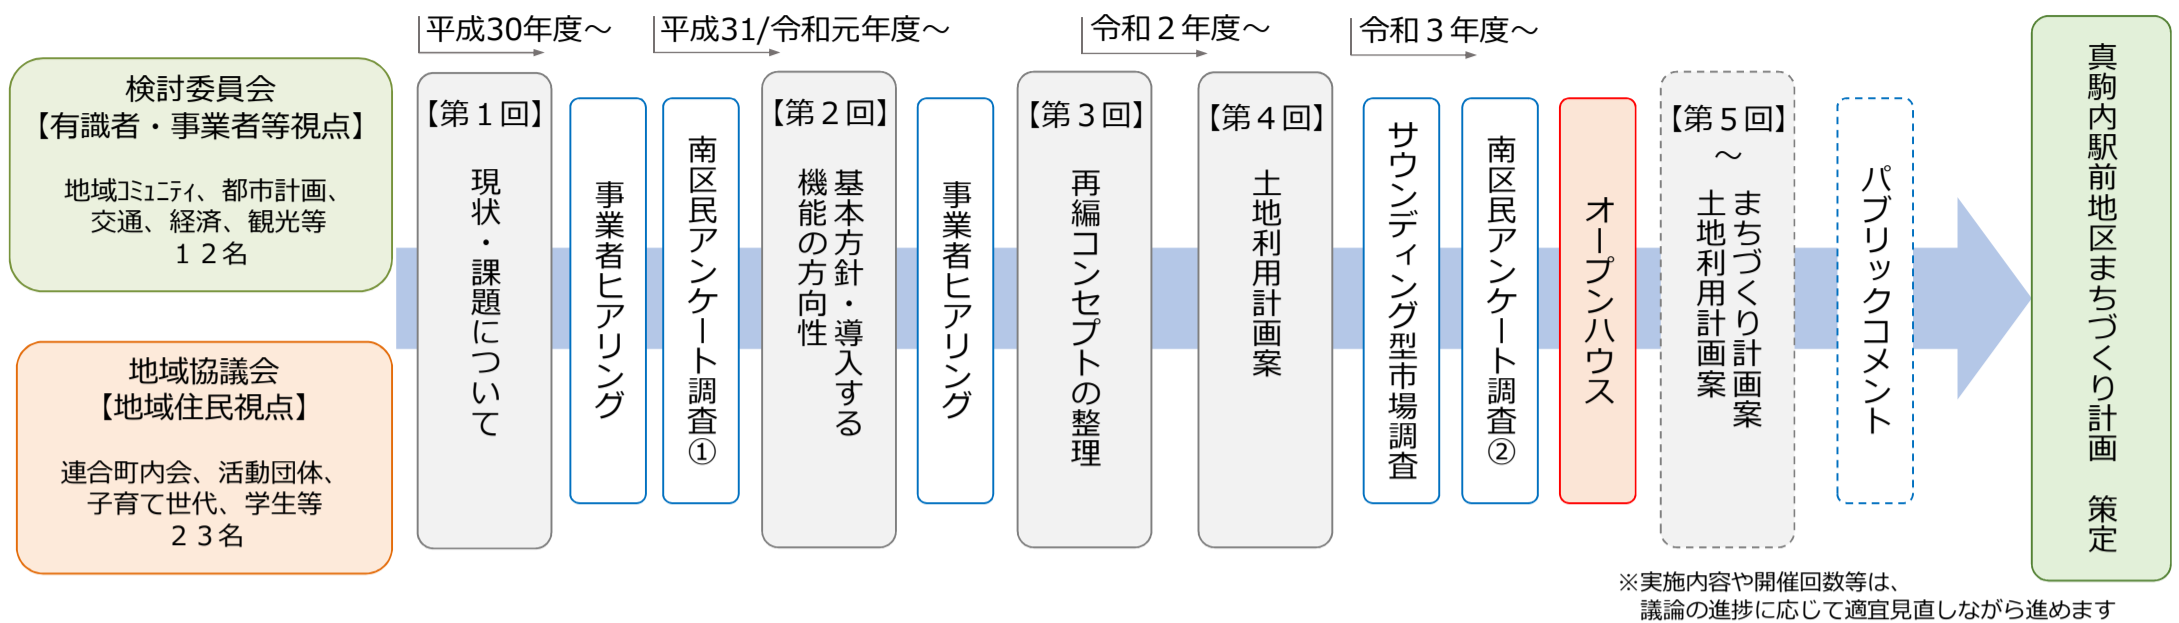 平成30年度～
平成31/令和元年度～
令和２年度～
令和３年度～
検討委員会
【有識者・事業者等視点】
地域ｺﾐｭﾆﾃｨ、都市計画、
交通、経済、観光等
１２名
地域協議会
【地域住民視点】
連合町内会、活動団体、
子育て世代、学生等
２３名
【第１回】
現状・課題について
事業者ヒアリング
南区民アンケート調査①
【第２回】
基本方針・導入する
機能の方向性
事業者ヒアリング
【第３回】
再編コンセプトの整理
【第４回】
土地利用計画案
サウンディング型市場調査
南区民アンケート調査②
オープンハウス
【第５回】
～
まちづくり計画案
土地利用計画案
パブリックコメント
真駒内駅前地区まちづくり計画　策定
※実施内容や開催回数等は、
議論の進捗に応じて適宜見直しながら進めます